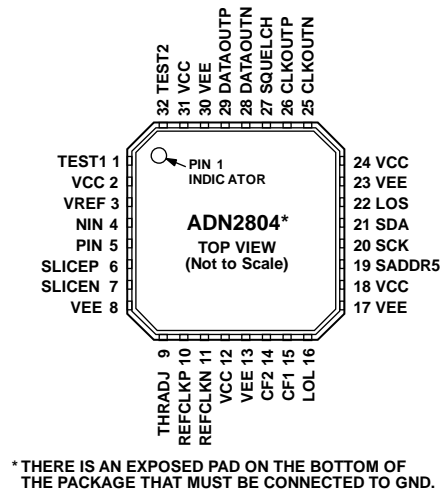 32 TEST2
31 VCC
30 VEE
29 DATAOUTP
28 DATAOUTN
27 SQUELCH
26 CLKOUTP
25 CLKOUTN
TEST1 1
VCC 2
VREF 3
NIN 4
PIN 5
SLICEP 6
SLICEN 7
VEE 8
PIN 1
INDIC ATOR
ADN2804*
TOP VIEW
(Not to Scale)
24 VCC
23 VEE
22 LOS
21 SDA
20 SCK
19 SADDR5
18 VCC
17 VEE
THRADJ 9
REFCLKP 10
REFCLKN 11
VCC 12
VEE 13
CF2 14
CF1 15
LOL 16
* THERE IS AN EXPOSED PAD ON THE BOTTOM OF
THE PACKAGE THAT MUST BE CONNECTED TO GND.